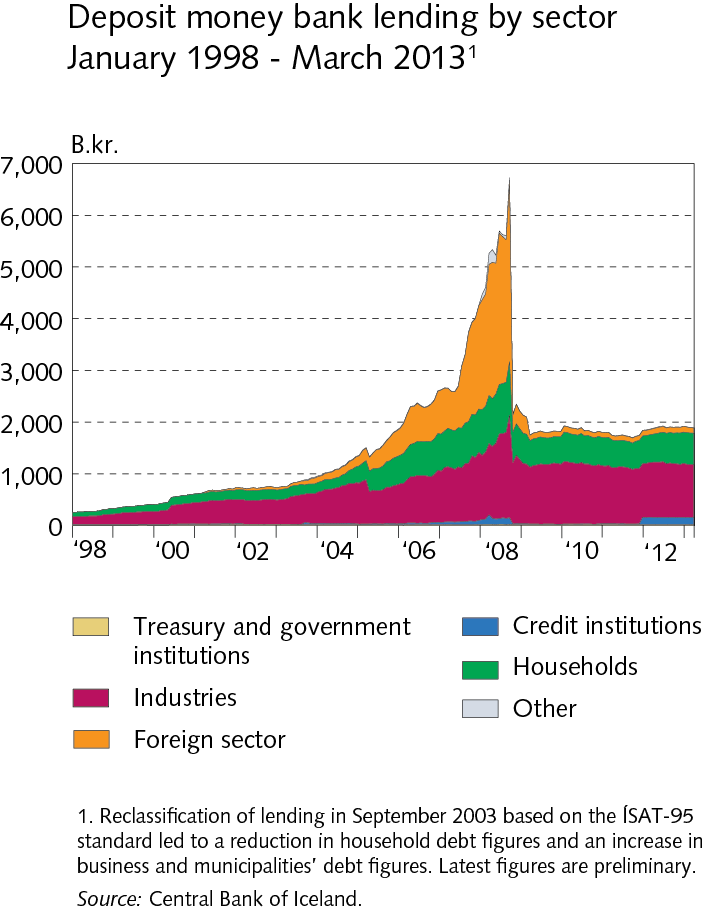 Deposit money bank lending by sector
January 1998 - March 2013¹
B.kr.
7,000
6,000
5,000
4,000
3,000
2,000
1,000
0
‘98
‘00
‘02
‘04
‘06
‘08
‘10
‘12
Treasury and government
institutions
Industries
Foreign sector
Credit institutions
Households
Other
1. Reclassification of lending in September 2003 based on the ÍSAT-95
standard led to a reduction in household debt figures and an increase in
business and municipalities’ debt figures. Latest figures are preliminary.
Source: Central Bank of Iceland.